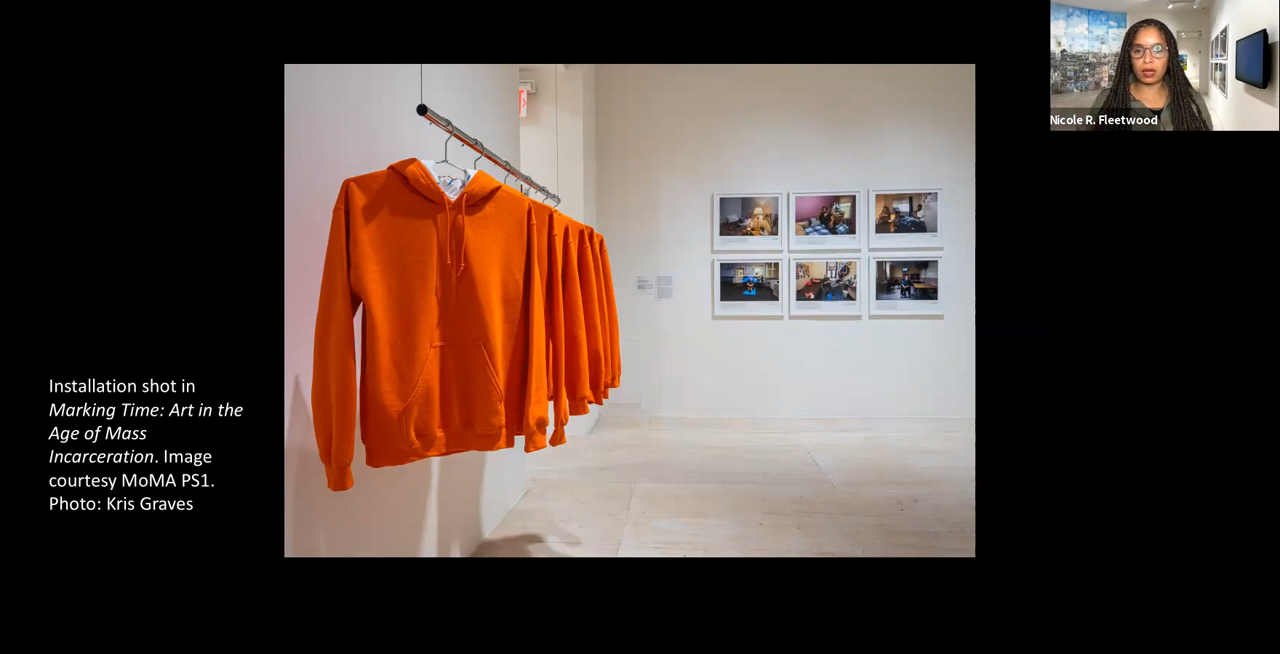 Nicole R. Fleetwood
Installation shot in
Marking Time: Art in the
Age of Mass
Incarceration. Image
courtesy MoMA PS1.
Photo: Kris Graves